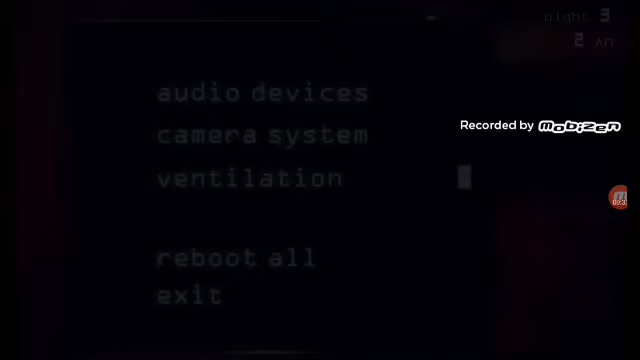 night 3
2 AM
audio devices
Recorded by mobizen
camera system
ventilation
reboot all
exit